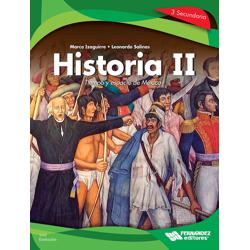 3 Secundaria
Marco Izaguirre • Leonardo Salinas
Historia II
Tiempo y espacio de México
FERNÁNDEZ
editores